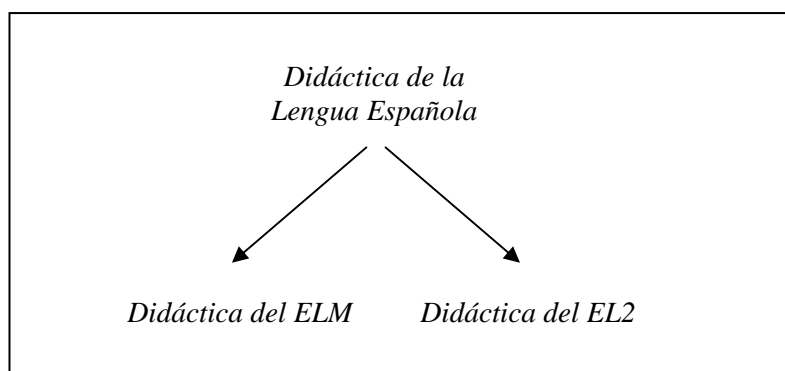 Didáctica de la
Lengua Española
Didáctica del ELM
Didáctica del EL2